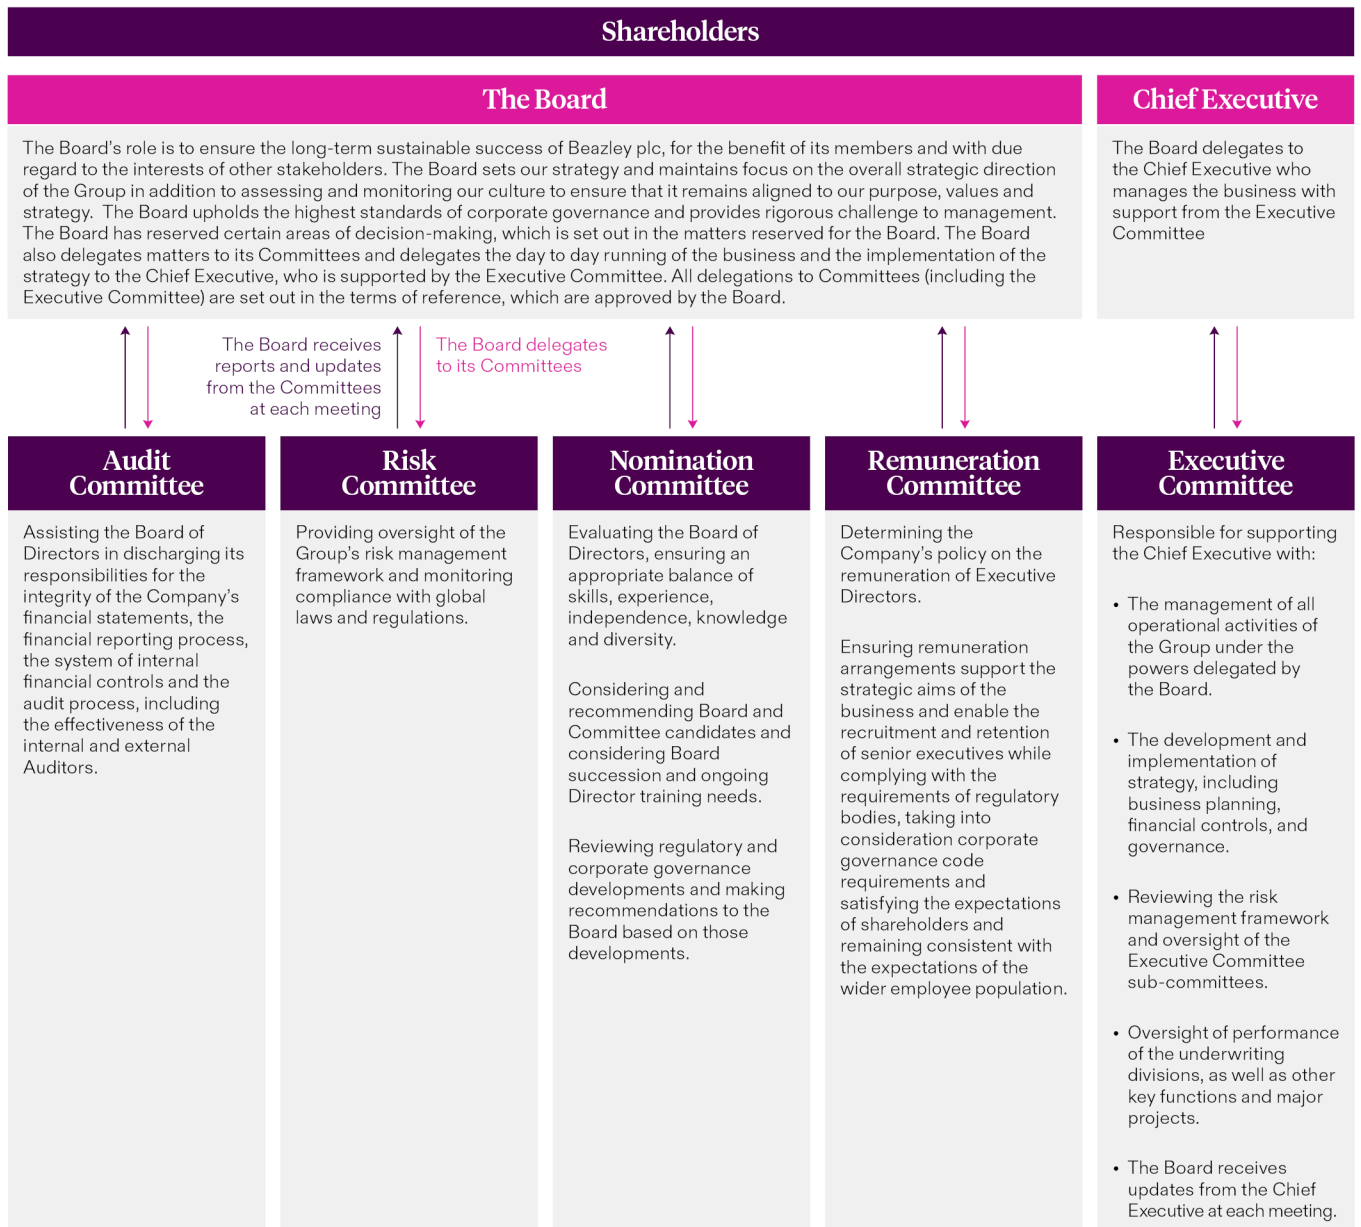 Shareholders
The Board
The Board's role is to ensure the long-term sustainable success of Beazley plc, for the benefit of its members and with due
regard to the interests of other stakeholders. The Board sets our strategy and maintains focus on the overall strategic direction
of the Group in addition to assessing and monitoring our culture to ensure that it remains aligned to our purpose, values and
strategy. The Board upholds the highest standards of corporate governance and provides rigorous challenge to management.
The Board has reserved certain areas of decision-making, which is set out in the matters reserved for the Board. The Board
also delegates matters to its Committees and delegates the day to day running of the business and the implementation of the
strategy to the Chief Executive, who is supported by the Executive Committee. All delegations to Committees (including the
Executive Committee) are set out in the terms of reference, which are approved by the Board.
Chief Executive
The Board delegates to
the Chief Executive who
manages the business with
support from the Executive
Committee
The Board receives
reports and updates
from the Committees
at each meeting
The Board delegates
to its Committees
Audit
Committee
Assisting the Board of
Directors in discharging its
responsibilities for the
integrity of the Company's
financial statements, the
financial reporting process,
the system of internal
financial controls and the
audit process, including
the effectiveness of the
internal and external
Auditors.
Risk
Committee
Providing oversight of the
Group's risk management
framework and monitoring
compliance with global
laws and regulations.
Nomination
Committee
Evaluating the Board of
Directors, ensuring an
appropriate balance of
skills, experience,
independence, knowledge
and diversity.
Considering and
recommending Board and
Committee candidates and
considering Board
succession and ongoing
Director training needs.
Reviewing regulatory and
corporate governance
developments and making
recommendations to the
Board based on those
developments.
Remuneration
Committee
Determining the
Company's policy on the
remuneration of Executive
Directors.
Ensuring remuneration
arrangements support the
strategic aims of the
business and enable the
recruitment and retention
of senior executives while
complying with the
requirements of regulatory
bodies, taking into
consideration corporate
governance code
requirements and
satisfying the expectations
of shareholders and
remaining consistent with
the expectations of the
wider employee population.
Executive
Committee
Responsible for supporting
the Chief Executive with:
• The management of all
operational activities of
the Group under the
powers delegated by
the Board.
• The development and
implementation of
strategy, including
business planning,
financial controls, and
governance.
• Reviewing the risk
management framework
and oversight of the
Executive Committee
sub-committees.
• Oversight of performance
of the underwriting
divisions, as well as other
key functions and major
projects.
• The Board receives
updates from the Chief
Executive at each meeting.